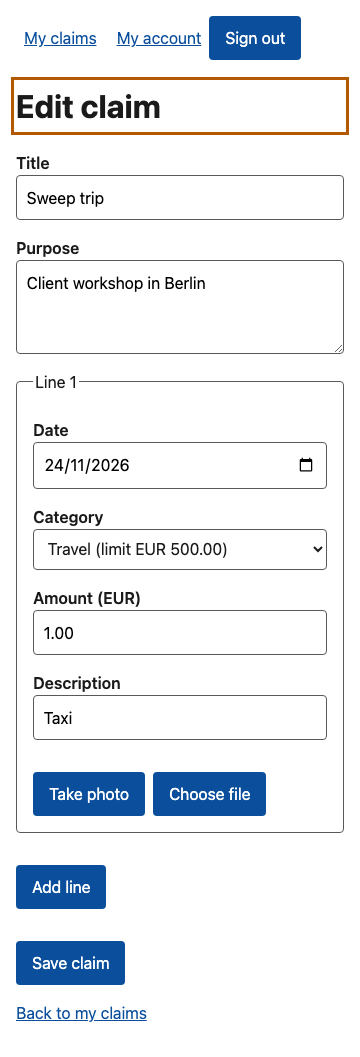 My claims My account Sign out
Edit claim
Title
Sweep trip
Purpose
Client workshop in Berlin
Line 1
Date
24/11/2026
Category
Travel (limit EUR 500.00)
Amount (EUR)
1.00
Description
Taxi
Take photo Choose file
Add line
Save claim
Back to my claims